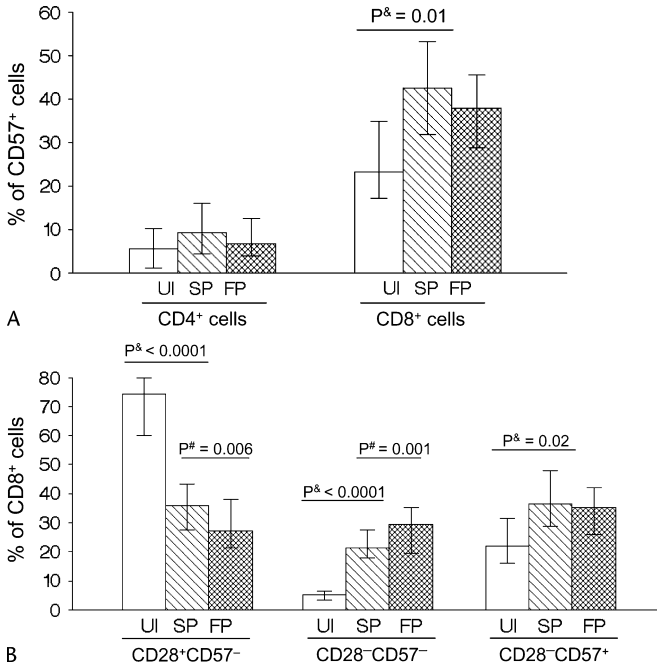 60
50
40
30
20
10
0
% of CD57⁺ cells
P& = 0.01
UI SP FP
CD4⁺ cells
UI SP FP
CD8⁺ cells
A
80
70
60
50
40
30
20
10
0
% of CD8⁺ cells
P& < 0.0001
P# = 0.006
P& < 0.0001
P# = 0.001
P& = 0.02
UI SP FP
CD28⁺CD57⁻
UI SP FP
CD28⁻CD57⁻
UI SP FP
CD28⁻CD57⁺
B